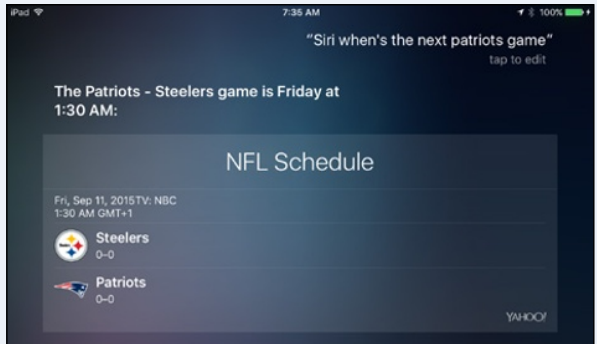 iPad 7:35 AM 100%
"Siri when's the next patriots game"
tap to edit
The Patriots - Steelers game is Friday at
1:30 AM:
NFL Schedule
Fri, Sep 11, 2015TV: NBC
1:30 AM GMT+1
Steelers
0–0
Patriots
0–0
YAHOO!